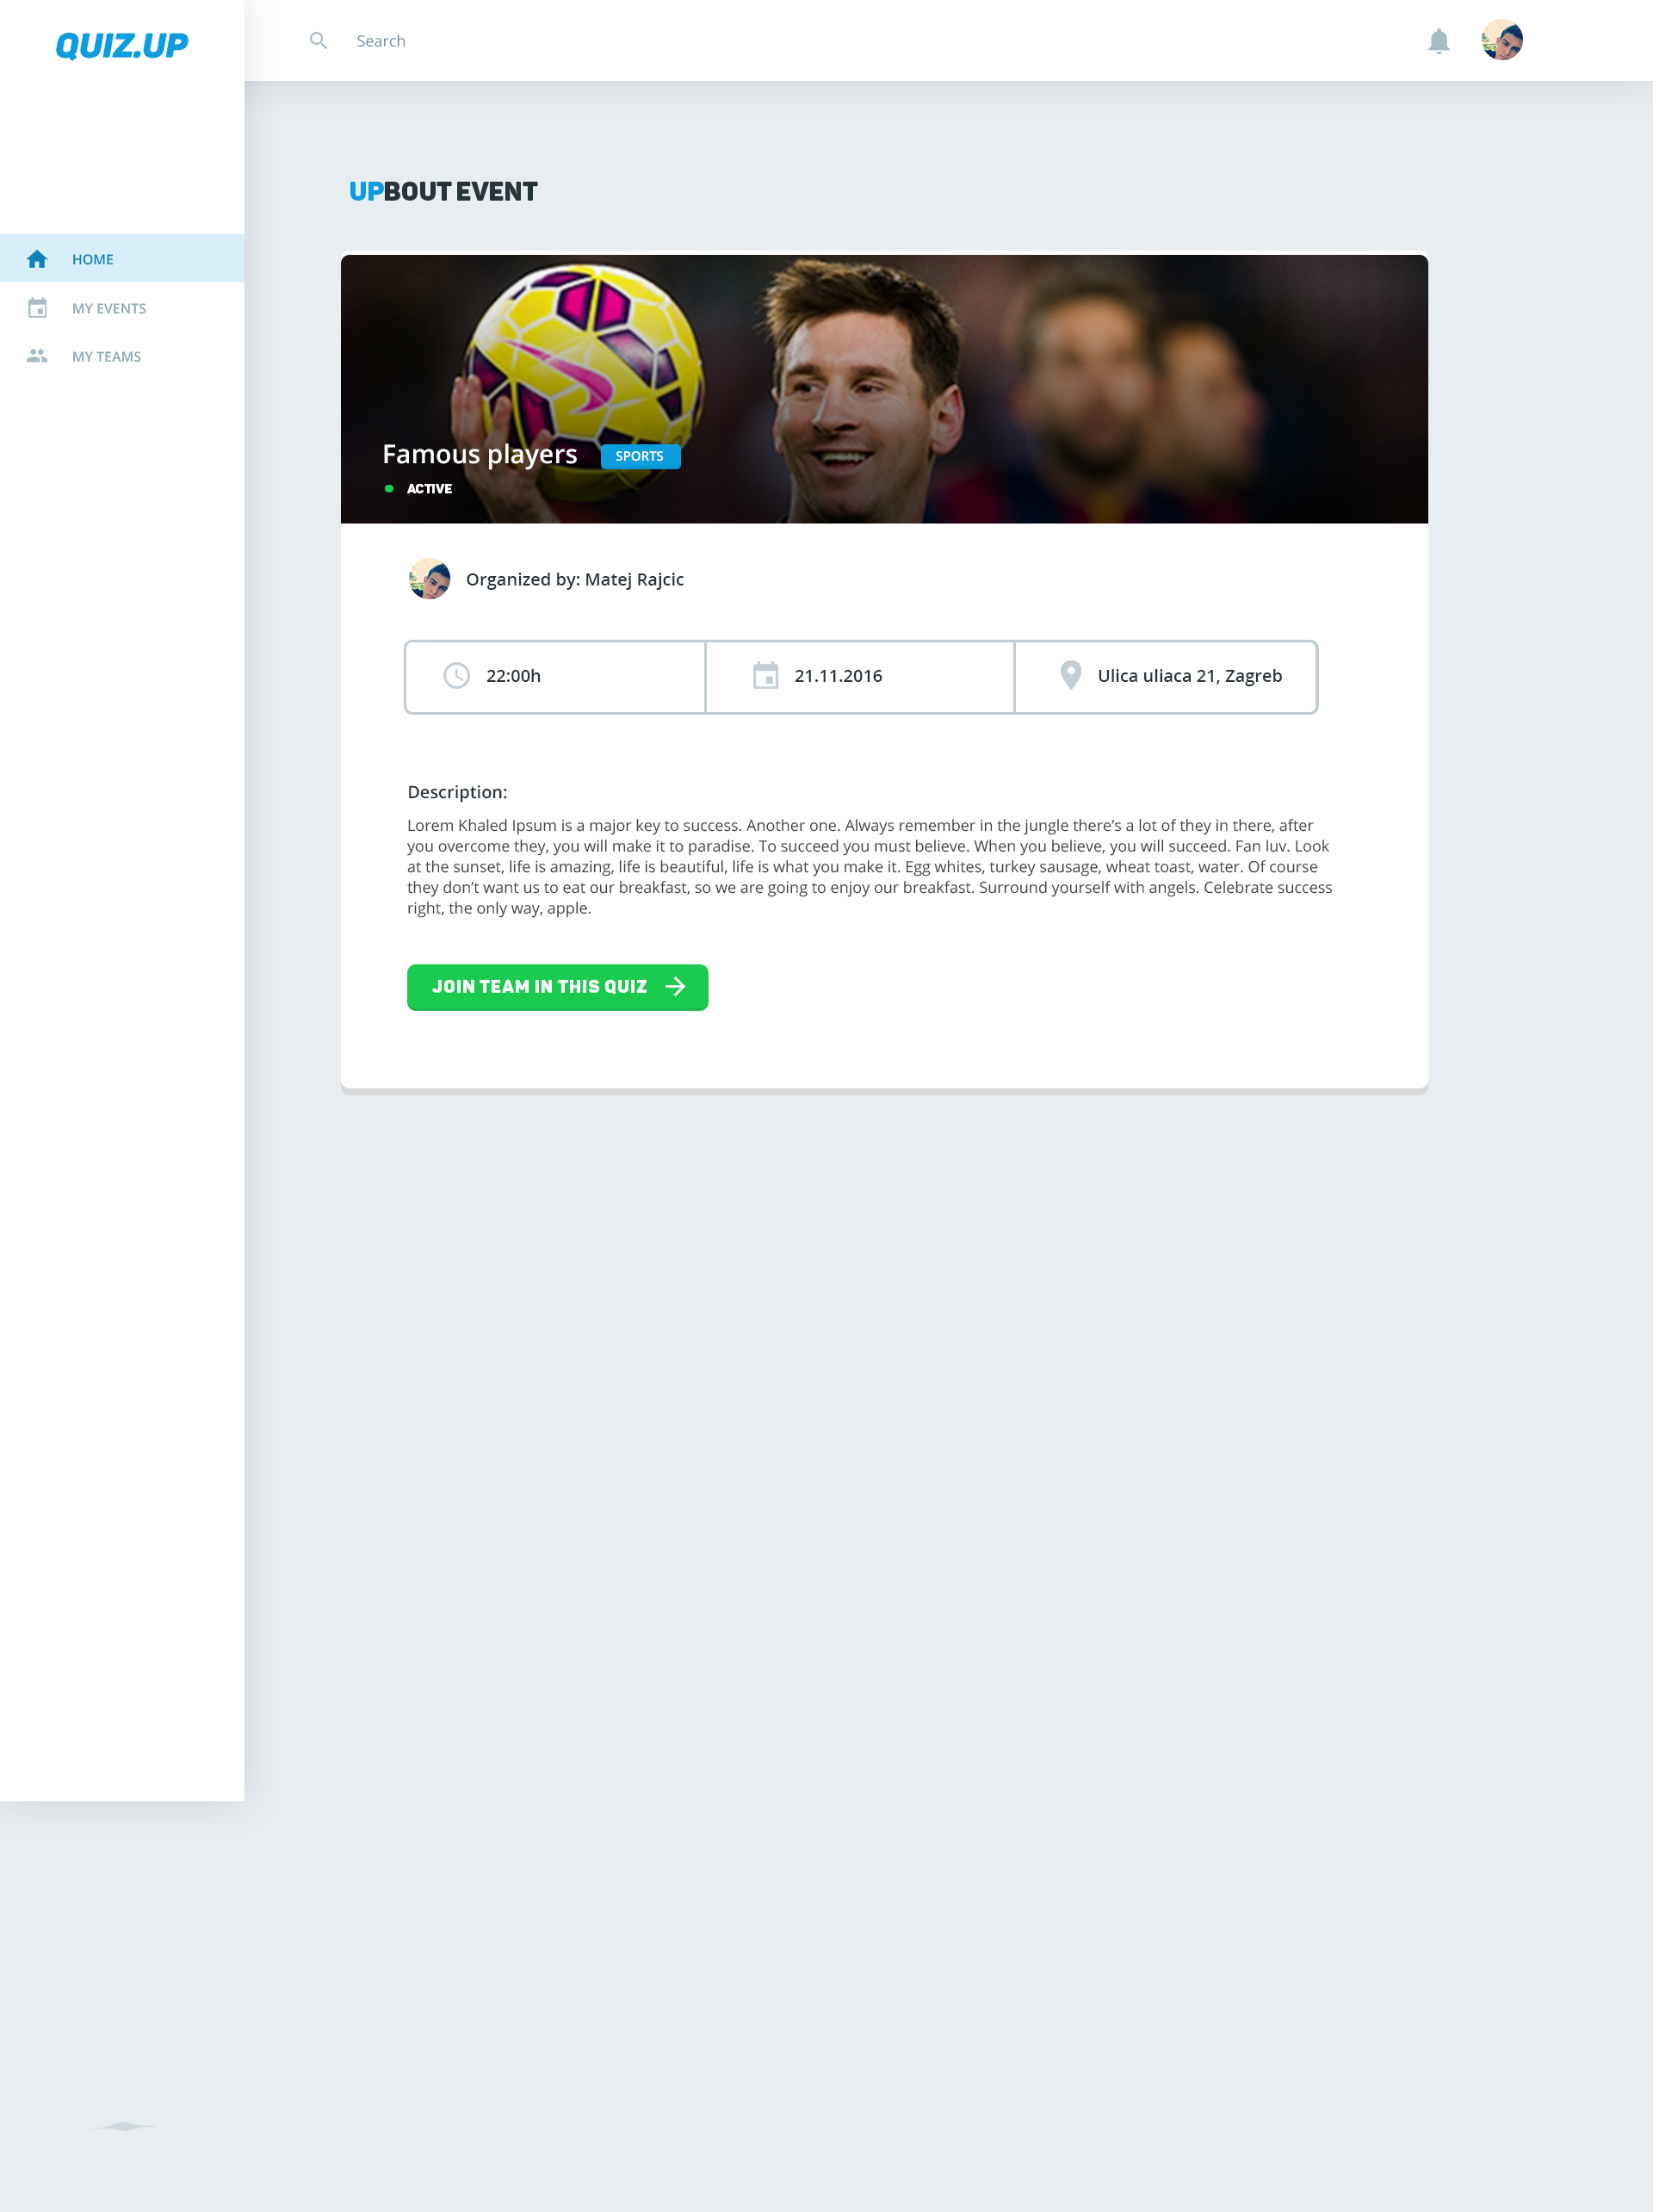 QUIZ.UP
Search
HOME
MY EVENTS
MY TEAMS
UPBOUT EVENT
Famous players
SPORTS
ACTIVE
Organized by: Matej Rajcic
22:00h
21.11.2016
Ulica uliaca 21, Zagreb
Description:
Lorem Khaled Ipsum is a major key to success. Another one. Always remember in the jungle there’s a lot of they in there, after
you overcome they, you will make it to paradise. To succeed you must believe. When you believe, you will succeed. Fan luv. Look
at the sunset, life is amazing, life is beautiful, life is what you make it. Egg whites, turkey sausage, wheat toast, water. Of course
they don’t want us to eat our breakfast, so we are going to enjoy our breakfast. Surround yourself with angels. Celebrate success
right, the only way, apple.
JOIN TEAM IN THIS QUIZ